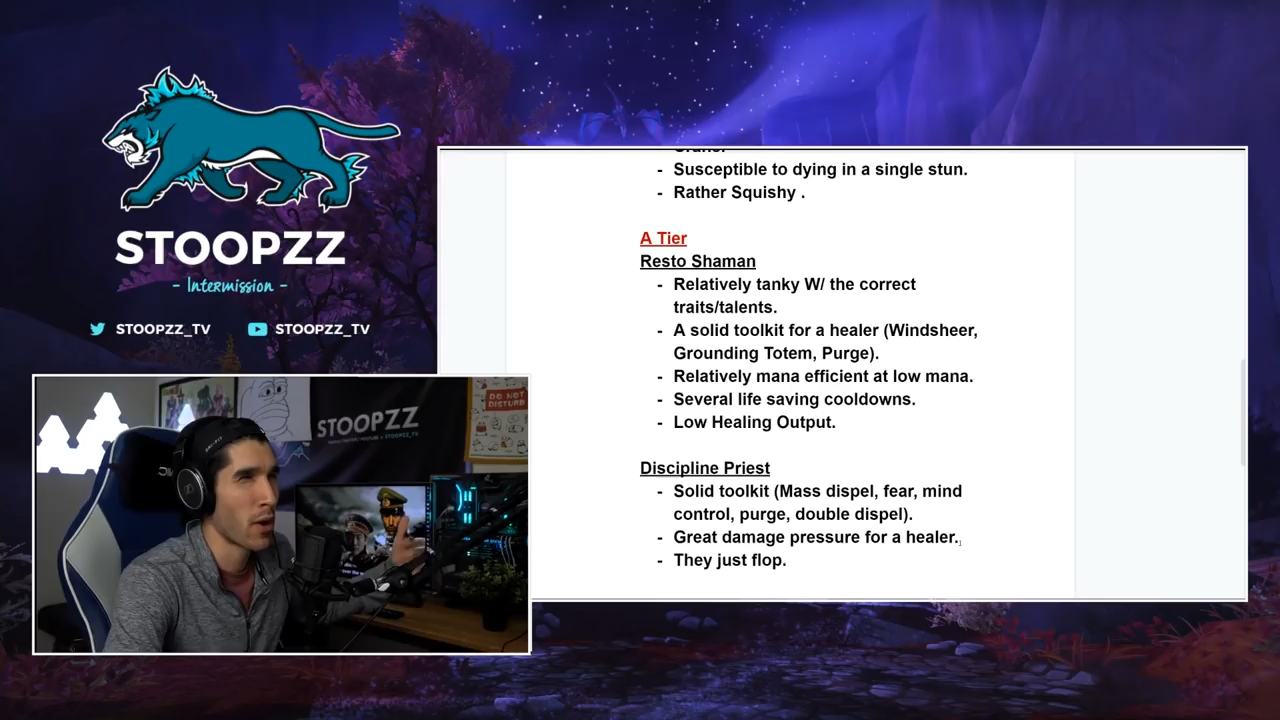 STOOPZZ
- Intermission -
STOOPZZ_TV
STOOPZZ_TV
- Susceptible to dying in a single stun.
- Rather Squishy .
A Tier
Resto Shaman
- Relatively tanky W/ the correct
traits/talents.
- A solid toolkit for a healer (Windsheer,
Grounding Totem, Purge).
- Relatively mana efficient at low mana.
- Several life saving cooldowns.
- Low Healing Output.
Discipline Priest
- Solid toolkit (Mass dispel, fear, mind
control, purge, double dispel).
- Great damage pressure for a healer.
- They just flop.
STOOPZZ
DO NOT
DISTURB